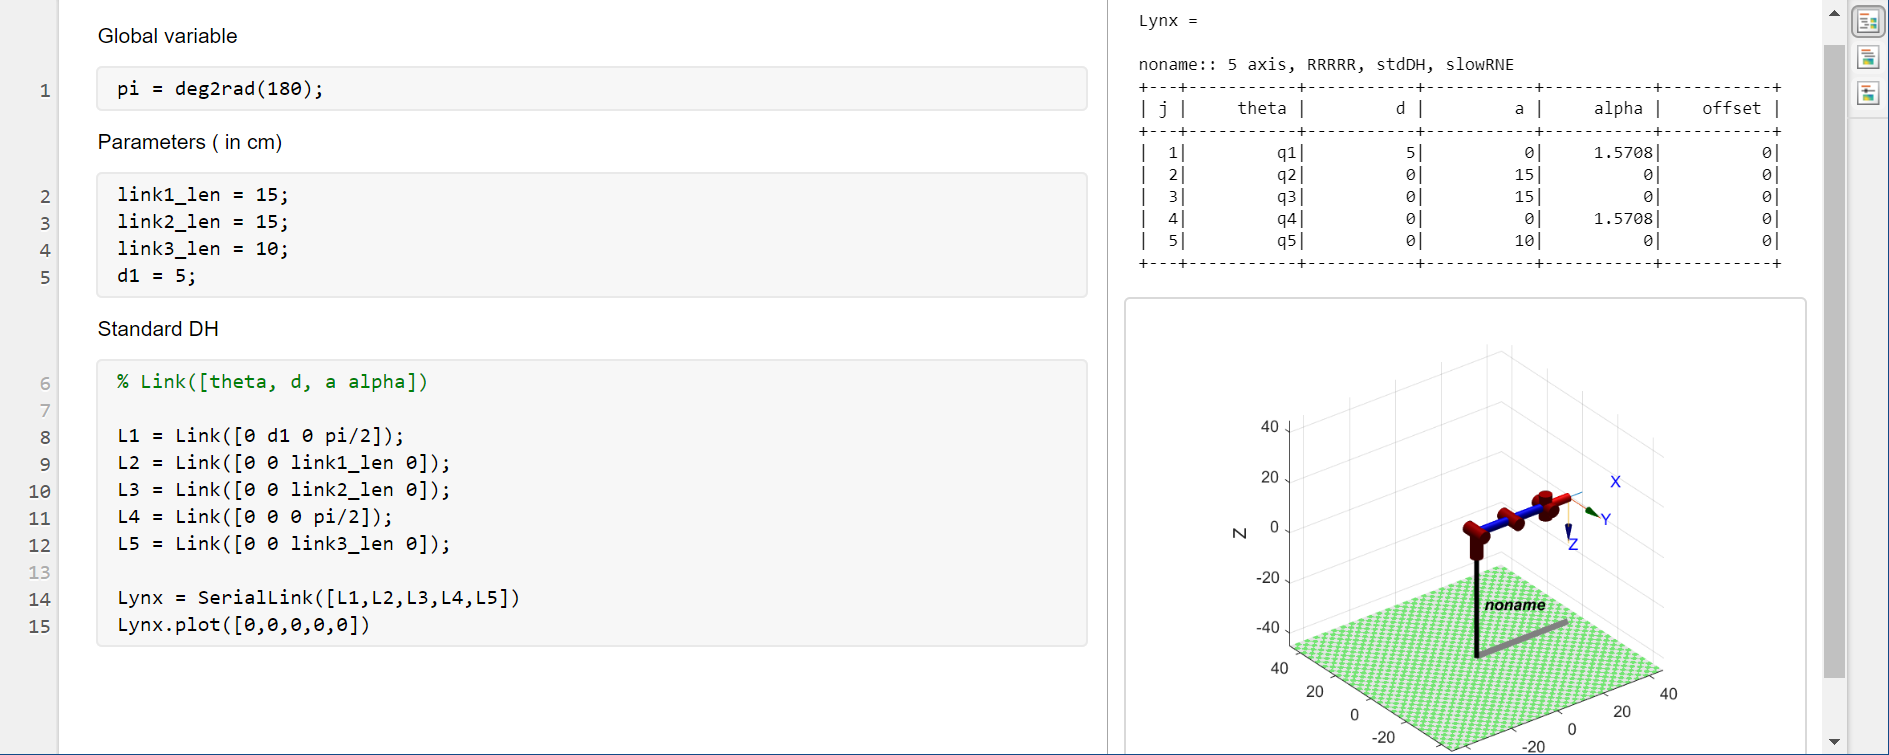 Global variable
1 pi = deg2rad(180);
Parameters ( in cm)
2 link1_len = 15;
3 link2_len = 15;
4 link3_len = 10;
5 d1 = 5;
Standard DH
6 % Link([theta, d, a alpha])
7
8 L1 = Link([0 d1 0 pi/2]);
9 L2 = Link([0 0 link1_len 0]);
10 L3 = Link([0 0 link2_len 0]);
11 L4 = Link([0 0 0 pi/2]);
12 L5 = Link([0 0 link3_len 0]);
13
14 Lynx = SerialLink([L1,L2,L3,L4,L5])
15 Lynx.plot([0,0,0,0,0])
Lynx =
noname:: 5 axis, RRRRR, stdDH, slowRNE
+---+-----------+-----------+-----------+-----------+-----------+
| j | theta | d | a | alpha | offset |
+---+-----------+-----------+-----------+-----------+-----------+
| 1| q1| 5| 0| 1.5708| 0|
| 2| q2| 0| 15| 0| 0|
| 3| q3| 0| 15| 0| 0|
| 4| q4| 0| 0| 1.5708| 0|
| 5| q5| 0| 10| 0| 0|
+---+-----------+-----------+-----------+-----------+-----------+
40
20
0
-20
-40
Z
X
Y
Z
noname
40
20
0
-20
40
20
0
-20